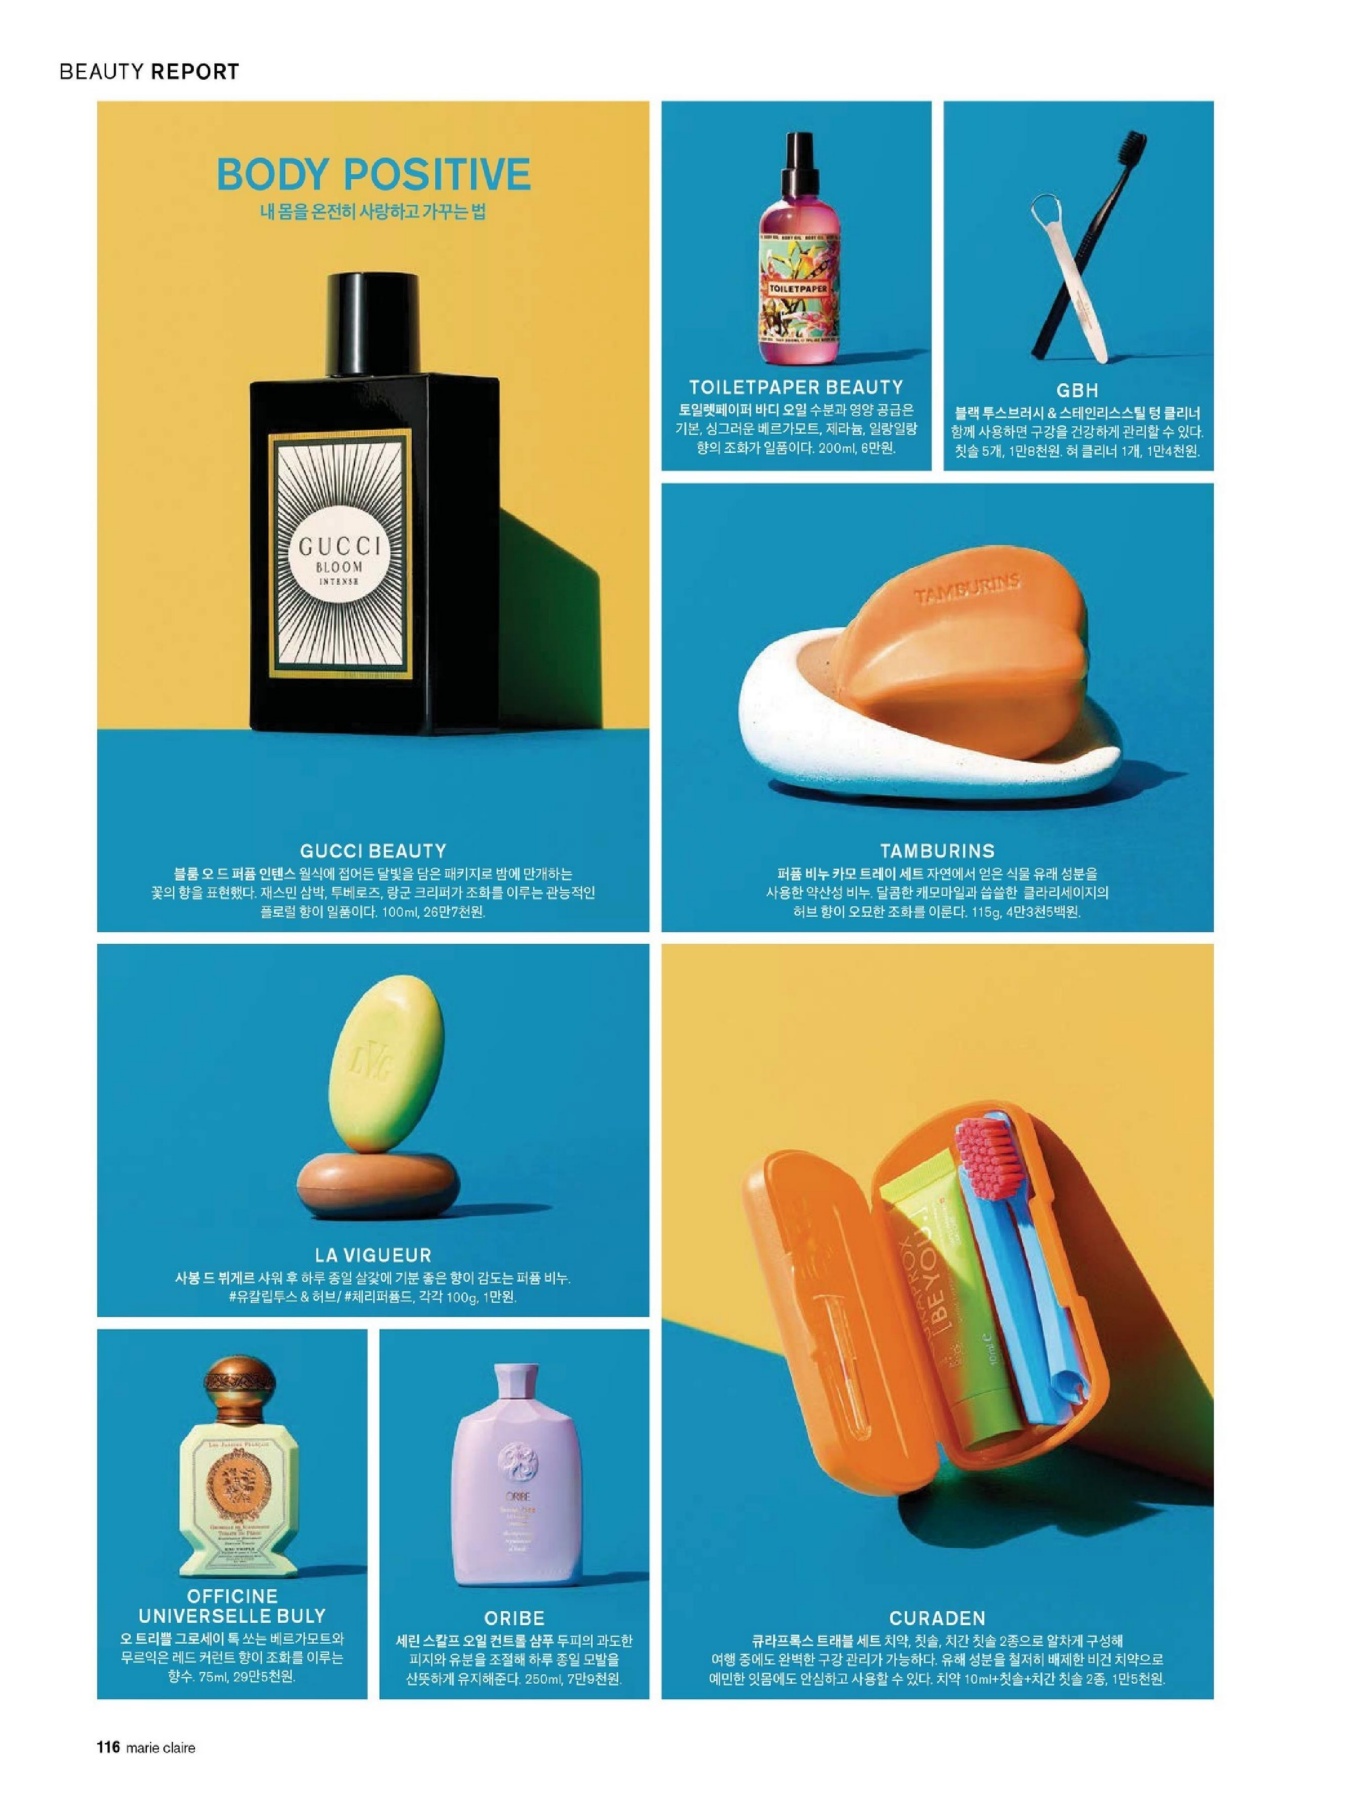 BEAUTY REPORT
BODY POSITIVE
내 몸을 온전히 사랑하고 가꾸는 법
GUCCI
BLOOM
INTENSE
GUCCI BEAUTY
블룸 오 드 퍼퓸 인텐스 월식에 접어든 달빛을 담은 패키지로 밤에 만개하는
꽃의 향을 표현했다. 재스민 삼박, 투베로즈, 랑군 크리퍼가 조화를 이루는 관능적인
플로럴 향이 일품이다. 100ml, 26만7천원.
TOILETPAPER
TOILETPAPER BEAUTY
토일렛페이퍼 바디 오일 수분과 영양 공급은
기본, 싱그러운 베르가모트, 제라늄, 일랑일랑
향의 조화가 일품이다. 200ml, 6만원.
GBH
블랙 투스브러시 & 스테인리스스틸 텅 클리너
함께 사용하면 구강을 건강하게 관리할 수 있다.
칫솔 5개, 1만8천원. 혀 클리너 1개, 1만4천원.
TAMBURINS
TAMBURINS
퍼퓸 비누 카모 트레이 세트 자연에서 얻은 식물 유래 성분을
사용한 약산성 비누. 달콤한 캐모마일과 씁쓸한 클라리세이지의
허브 향이 오묘한 조화를 이룬다. 115g, 4만3천5백원.
LVG
LA VIGUEUR
사봉 드 뷔게르 샤워 후 하루 종일 살갗에 기분 좋은 향이 감도는 퍼퓸 비누.
#유칼립투스 & 허브/ #체리퍼퓸드, 각각 100g, 1만원.
OFFICINE
UNIVERSELLE BULY
오 트리쁠 그로세이 톡 쏘는 베르가모트와
무르익은 레드 커런트 향이 조화를 이루는
향수. 75ml, 29만5천원.
ORIBE
ORIBE
세린 스칼프 오일 컨트롤 샴푸 두피의 과도한
피지와 유분을 조절해 하루 종일 모발을
산뜻하게 유지해준다. 250ml, 7만9천원.
CURAPROX
[BE YOU.]
10ml
CURADEN
큐라프록스 트래블 세트 치약, 칫솔, 치간 칫솔 2종으로 알차게 구성해
여행 중에도 완벽한 구강 관리가 가능하다. 유해 성분을 철저히 배제한 비건 치약으로
예민한 잇몸에도 안심하고 사용할 수 있다. 치약 10ml+칫솔+치간 칫솔 2종, 1만5천원.
116 marie claire